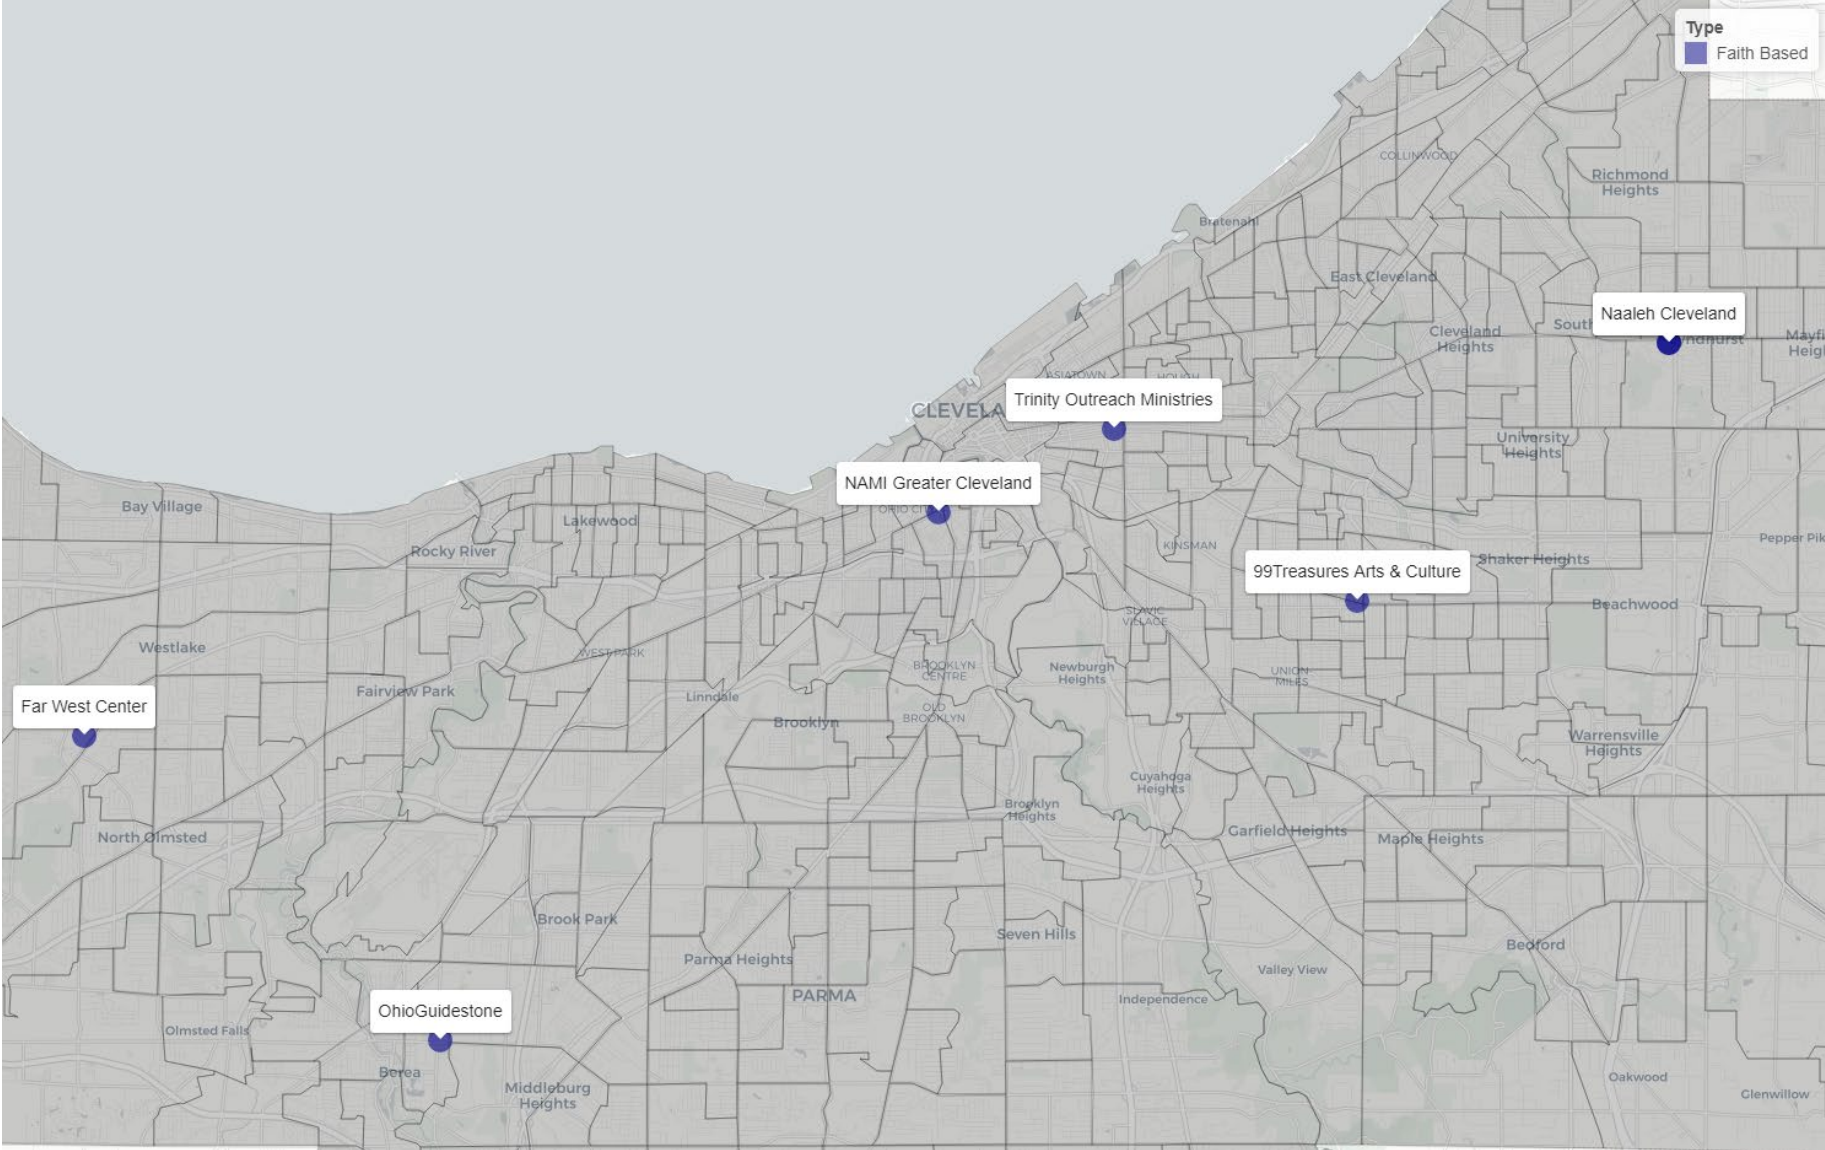 Type
Faith Based
COLLINWOOD
Richmond
Heights
Bratenahl
East Cleveland
Naaleh Cleveland
Cleveland
Heights
ASIATOWN
HOUGH
Trinity Outreach Ministries
University
Heights
NAMI Greater Cleveland
Bay Village
Lakewood
Rocky River
KINSMAN
Pepper
Shaker Heights
99Treasures Arts & Culture
Beachwood
SLAVIC
VILLAGE
Westlake
WEST PARK
BROOKLYN
CENTRE
Newburgh
Heights
UNION-
MILES
Fairview Park
Linndale
Far West Center
OLD
BROOKLYN
Brooklyn
Warrensville
Heights
Cuyahoga
Heights
Brooklyn
Heights
North Olmsted
Garfield Heights
Maple Heights
Brook Park
Seven Hills
Bedford
Parma Heights
Valley View
PARMA
Independence
OhioGuidestone
Olmsted Falls
Berea
Middleburg
Heights
Oakwood
Glenwillow